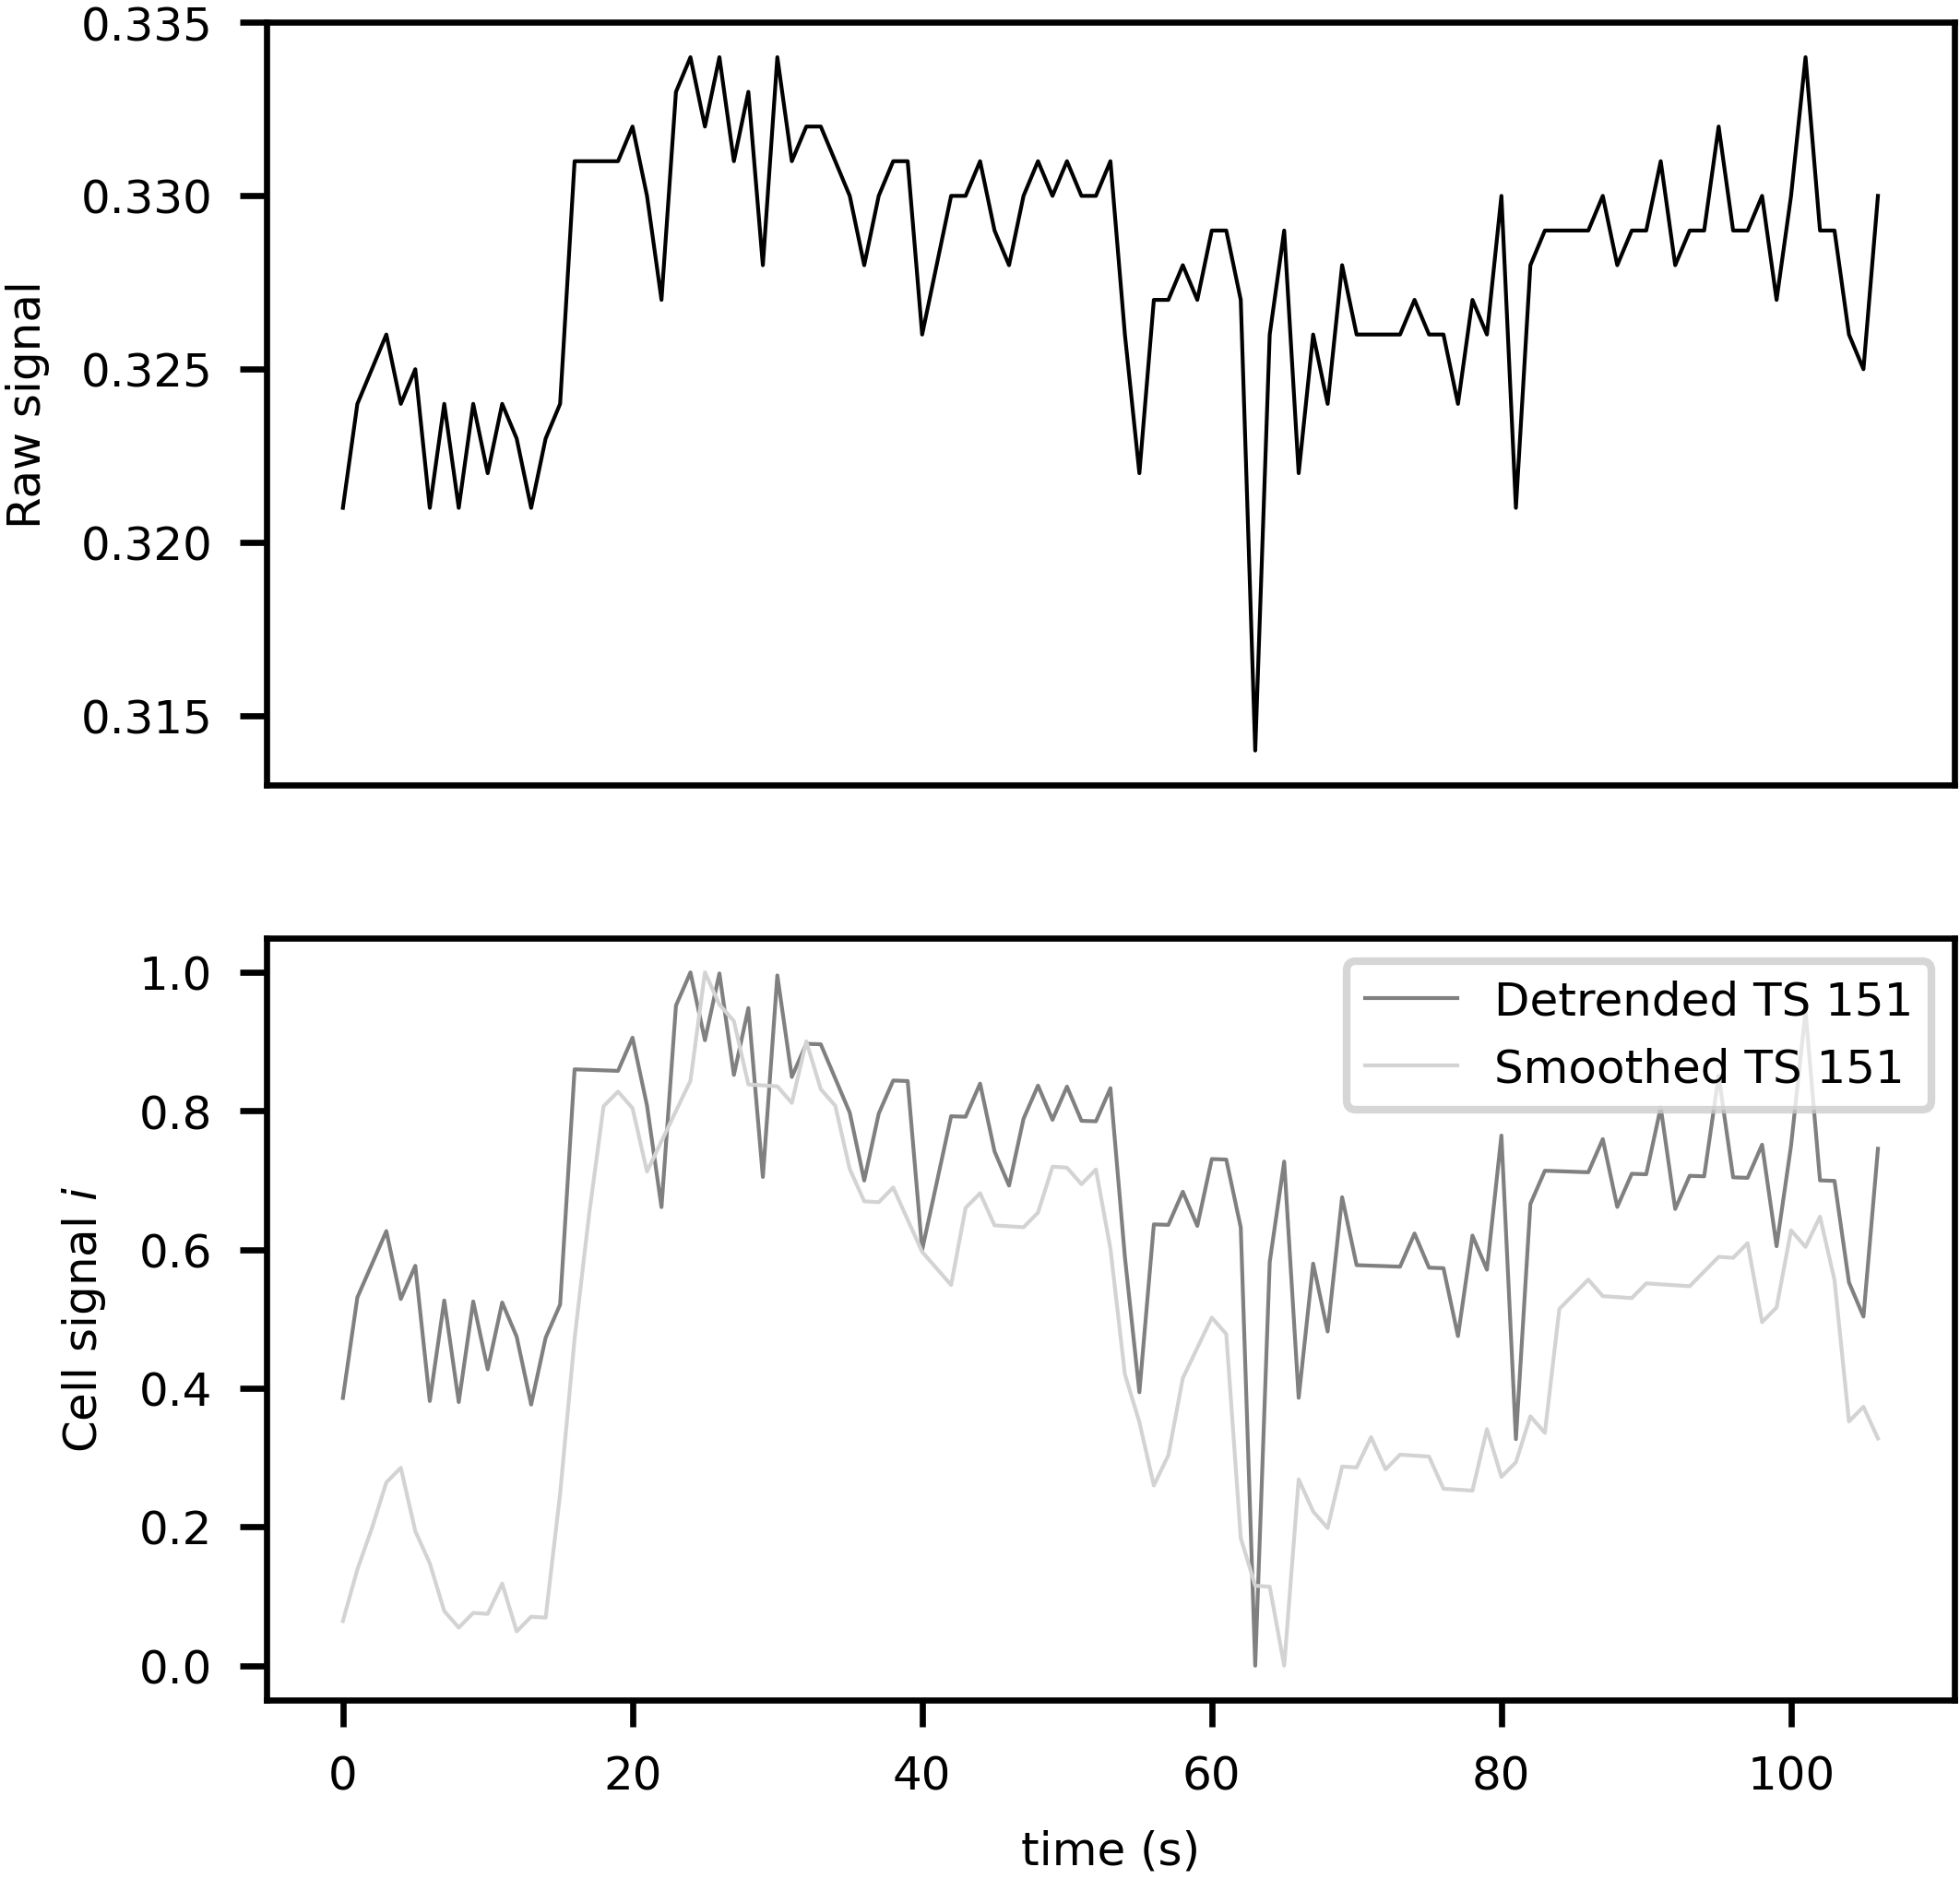 0.335
0.330
0.325
0.320
0.315
Raw signal
1.0
0.8
0.6
0.4
0.2
0.0
Cell signal i
Detrended TS 151
Smoothed TS 151
0 20 40 60 80 100
time (s)